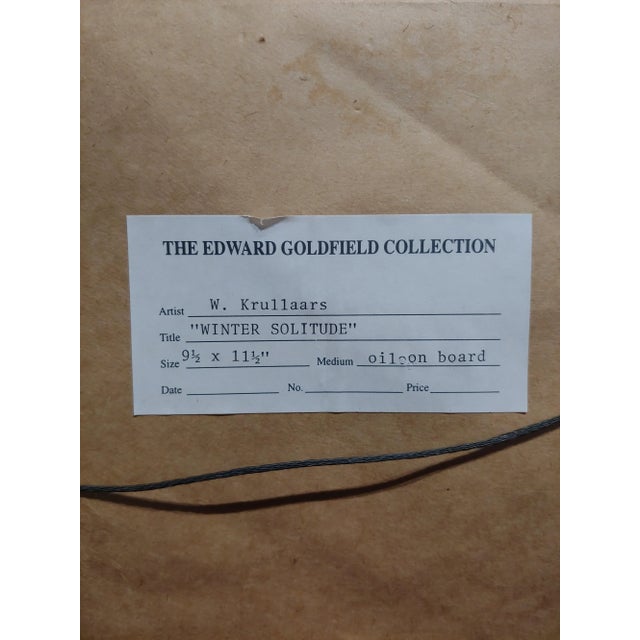 THE EDWARD GOLDFIELD COLLECTION
Artist W. Krullaars
Title "WINTER SOLITUDE"
Size 9½ x 11½" Medium oil on board
Date No. Price